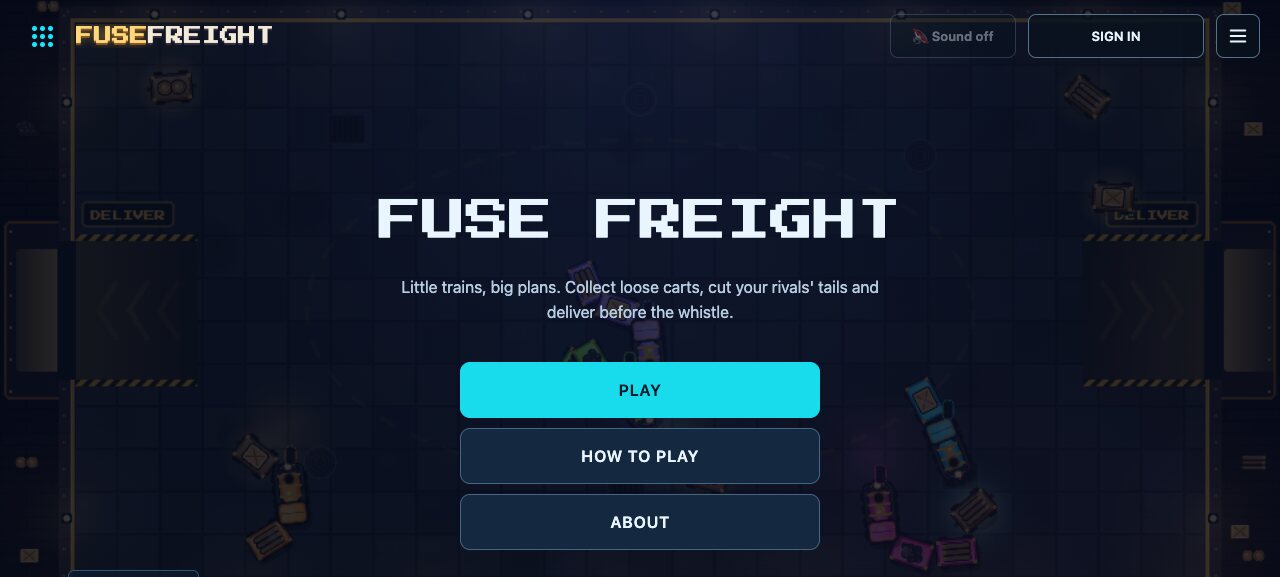 FUSEFREIGHT
Sound off
SIGN IN
DELIVER
DELIVER
FUSE FREIGHT
Little trains, big plans. Collect loose carts, cut your rivals' tails and
deliver before the whistle.
PLAY
HOW TO PLAY
ABOUT